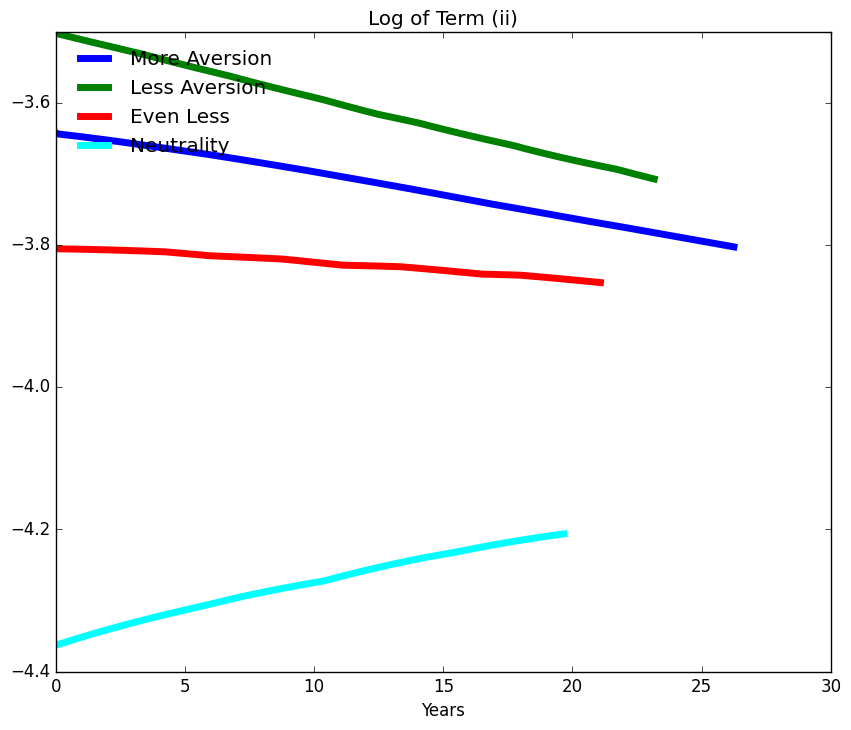 Log of Term (ii)
More Aversion
Less Aversion
Even Less
Neutrality
−3.6
−3.8
−4.0
−4.2
−4.4
0 5 10 15 20 25 30
Years